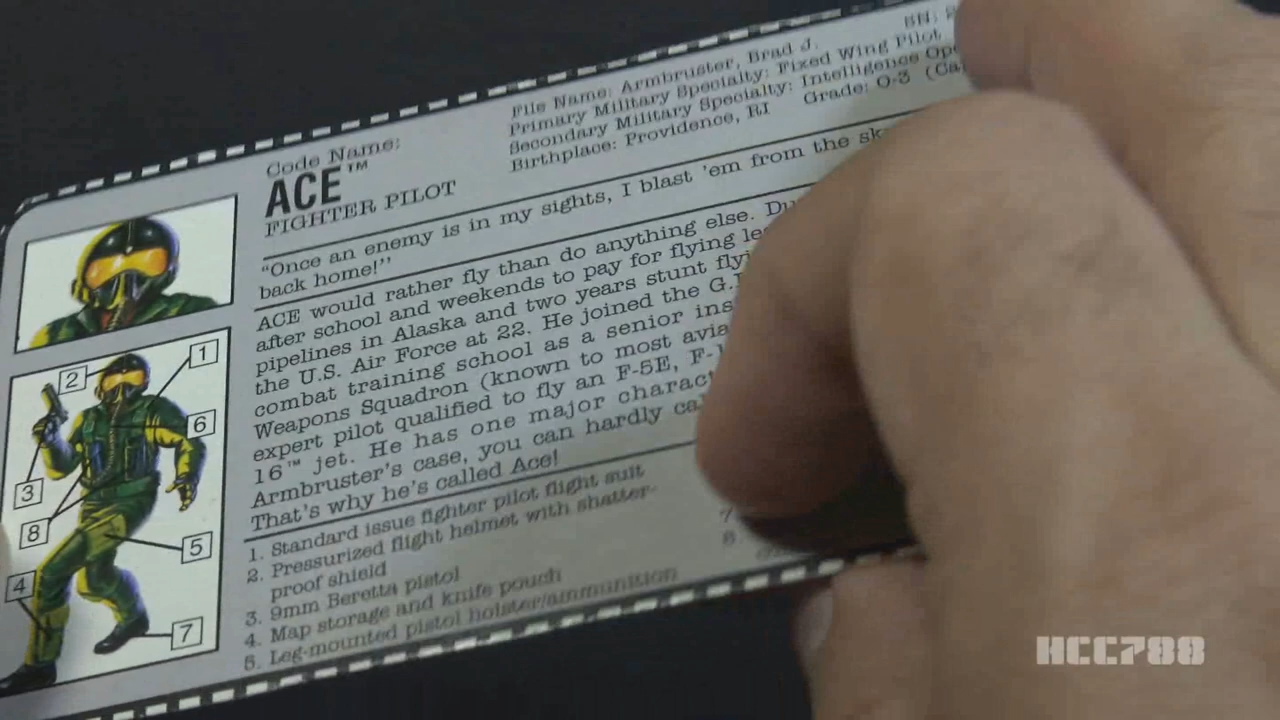 Code Name:
ACE™
FIGHTER PILOT
File Name: Armbruster, Brad J.
SN:
Primary Military Specialty: Fixed Wing Pilot
Secondary Military Specialty: Intelligence
Birthplace: Providence, RI
Grade: O-3
"Once an enemy is in my sights, I blast 'em from the
back home!"
ACE would rather fly than do anything else.
after school and weekends to pay for flying
pipelines in Alaska and two years stunt
the U.S. Air Force at 22. He joined the
combat training school as a senior
Weapons Squadron (known to most
expert pilot qualified to fly an F-5E,
16™ jet. He has one major
Armbruster's case, you can hardly
That's why he's called Ace!
1. Standard issue fighter pilot flight suit
2. Pressurized flight helmet with shatter-
proof shield
3. 9mm Beretta pistol
4. Map storage and knife pouch
5. Leg-mounted pistol holster/ammunition
7
8
1
2
6
3
8
5
4
7
HCC788